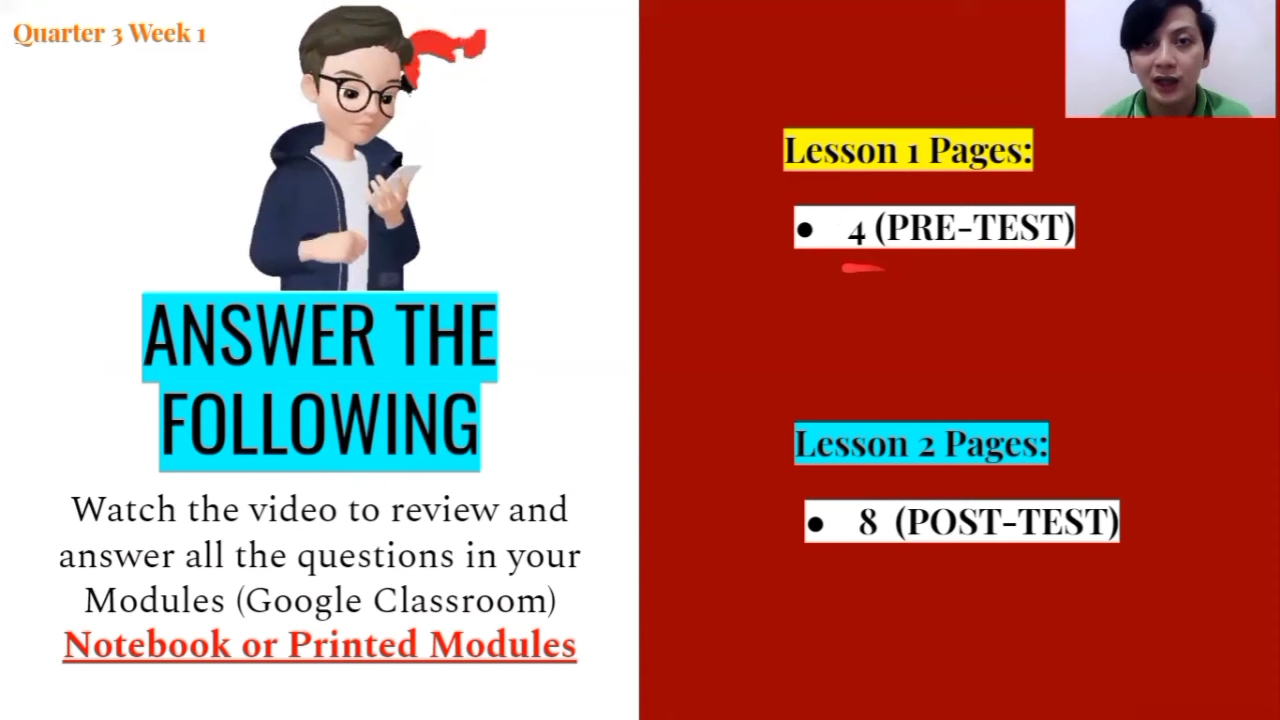 Quarter 3 Week 1
ANSWER THE
FOLLOWING
Watch the video to review and
answer all the questions in your
Modules (Google Classroom)
Notebook or Printed Modules
Lesson 1 Pages:
● 4 (PRE-TEST)
Lesson 2 Pages:
● 8 (POST-TEST)